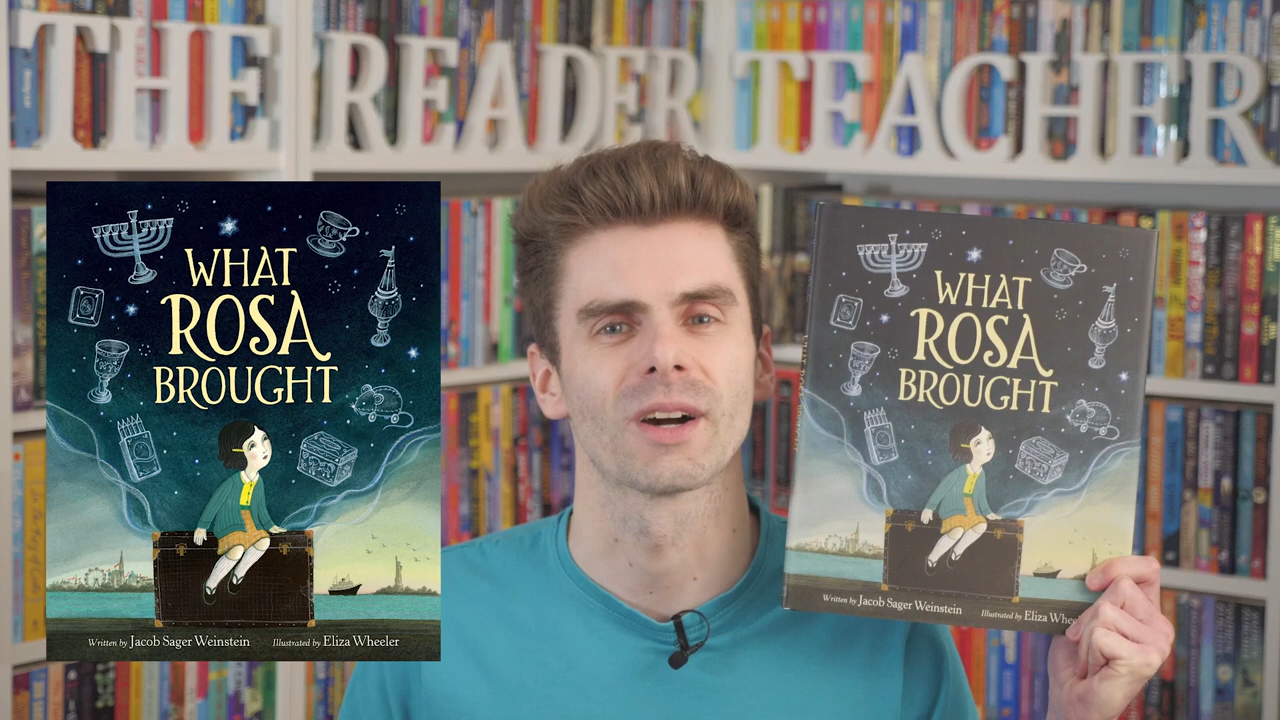 THE READER TEACHER
WHAT
ROSA
BROUGHT
Written by Jacob Sager Weinstein Illustrated by Eliza Wheeler
WHAT
ROSA
BROUGHT
Written by Jacob Sager Weinstein Illustrated by Eliza